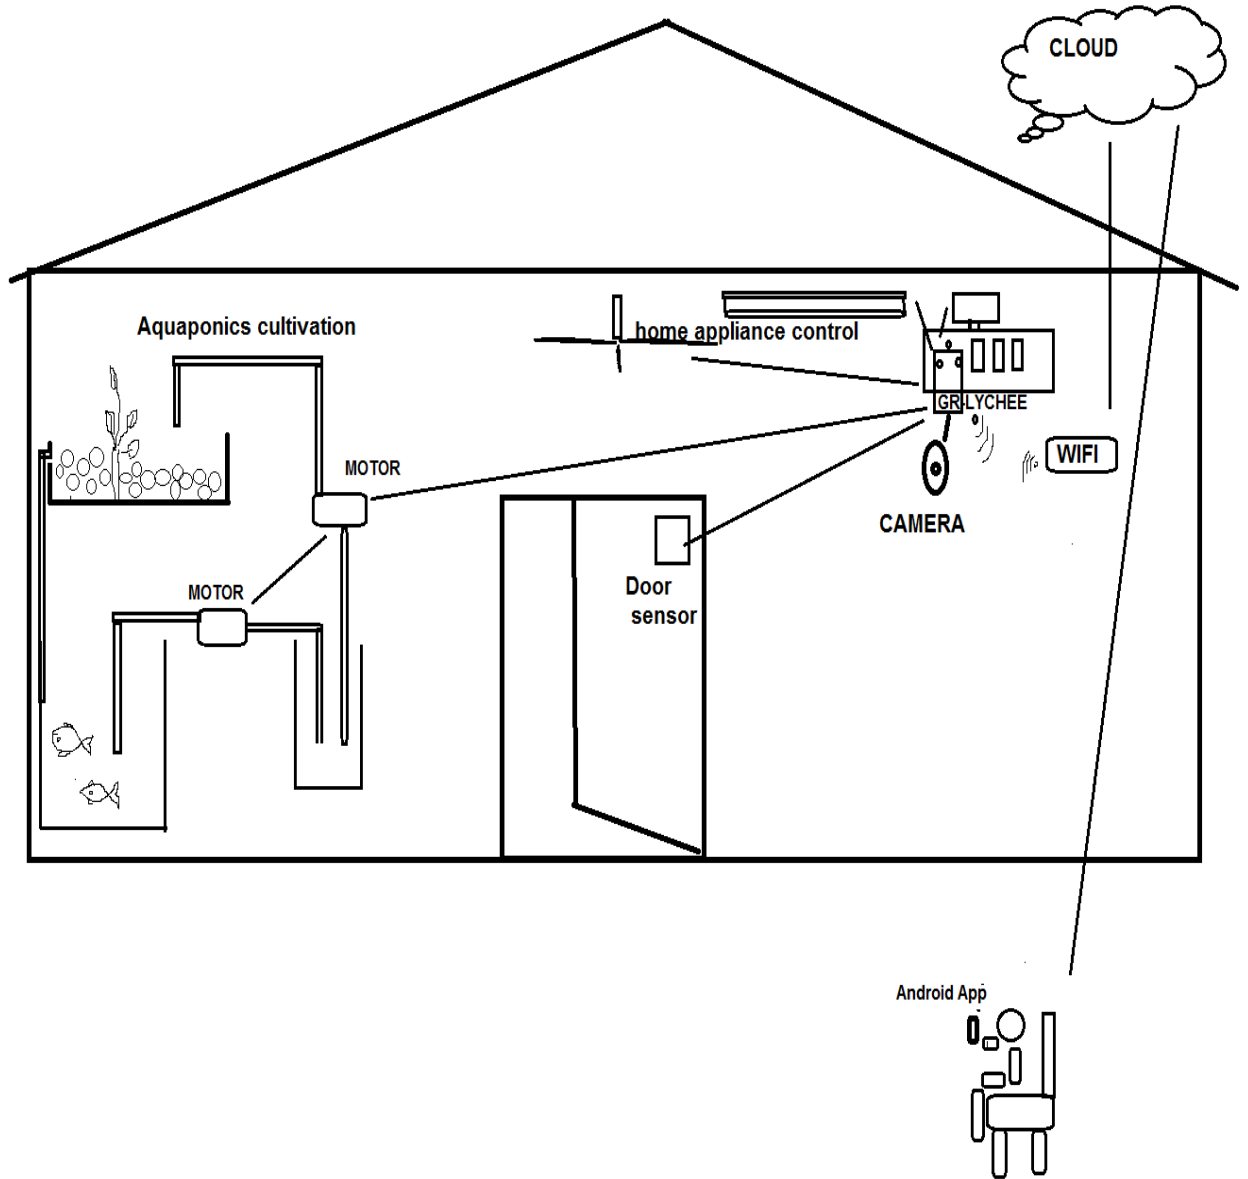 CLOUD
Aquaponics cultivation
home appliance control
GR-LYCHEE
WIFI
MOTOR
CAMERA
Door
sensor
MOTOR
Android App